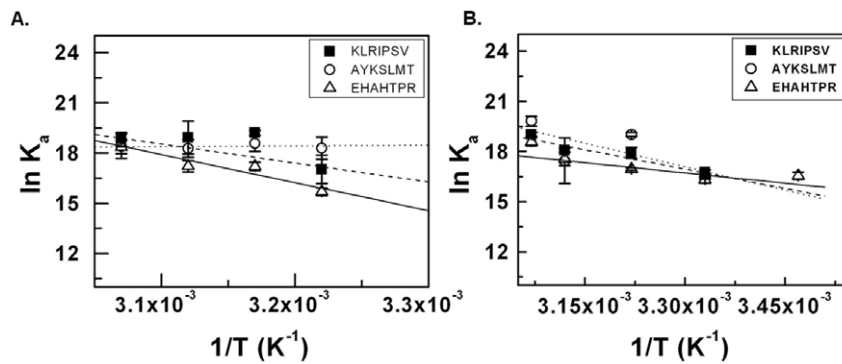 A.
24
21
18
15
12
ln Kₐ
KLRIPSV
AYKSLMT
EHAHTPR
3.1x10⁻³ 3.2x10⁻³ 3.3x10⁻³
1/T (K⁻¹)
B.
24
21
18
15
12
ln Kₐ
KLRIPSV
AYKSLMT
EHAHTPR
3.15x10⁻³ 3.30x10⁻³ 3.45x10⁻³
1/T (K⁻¹)